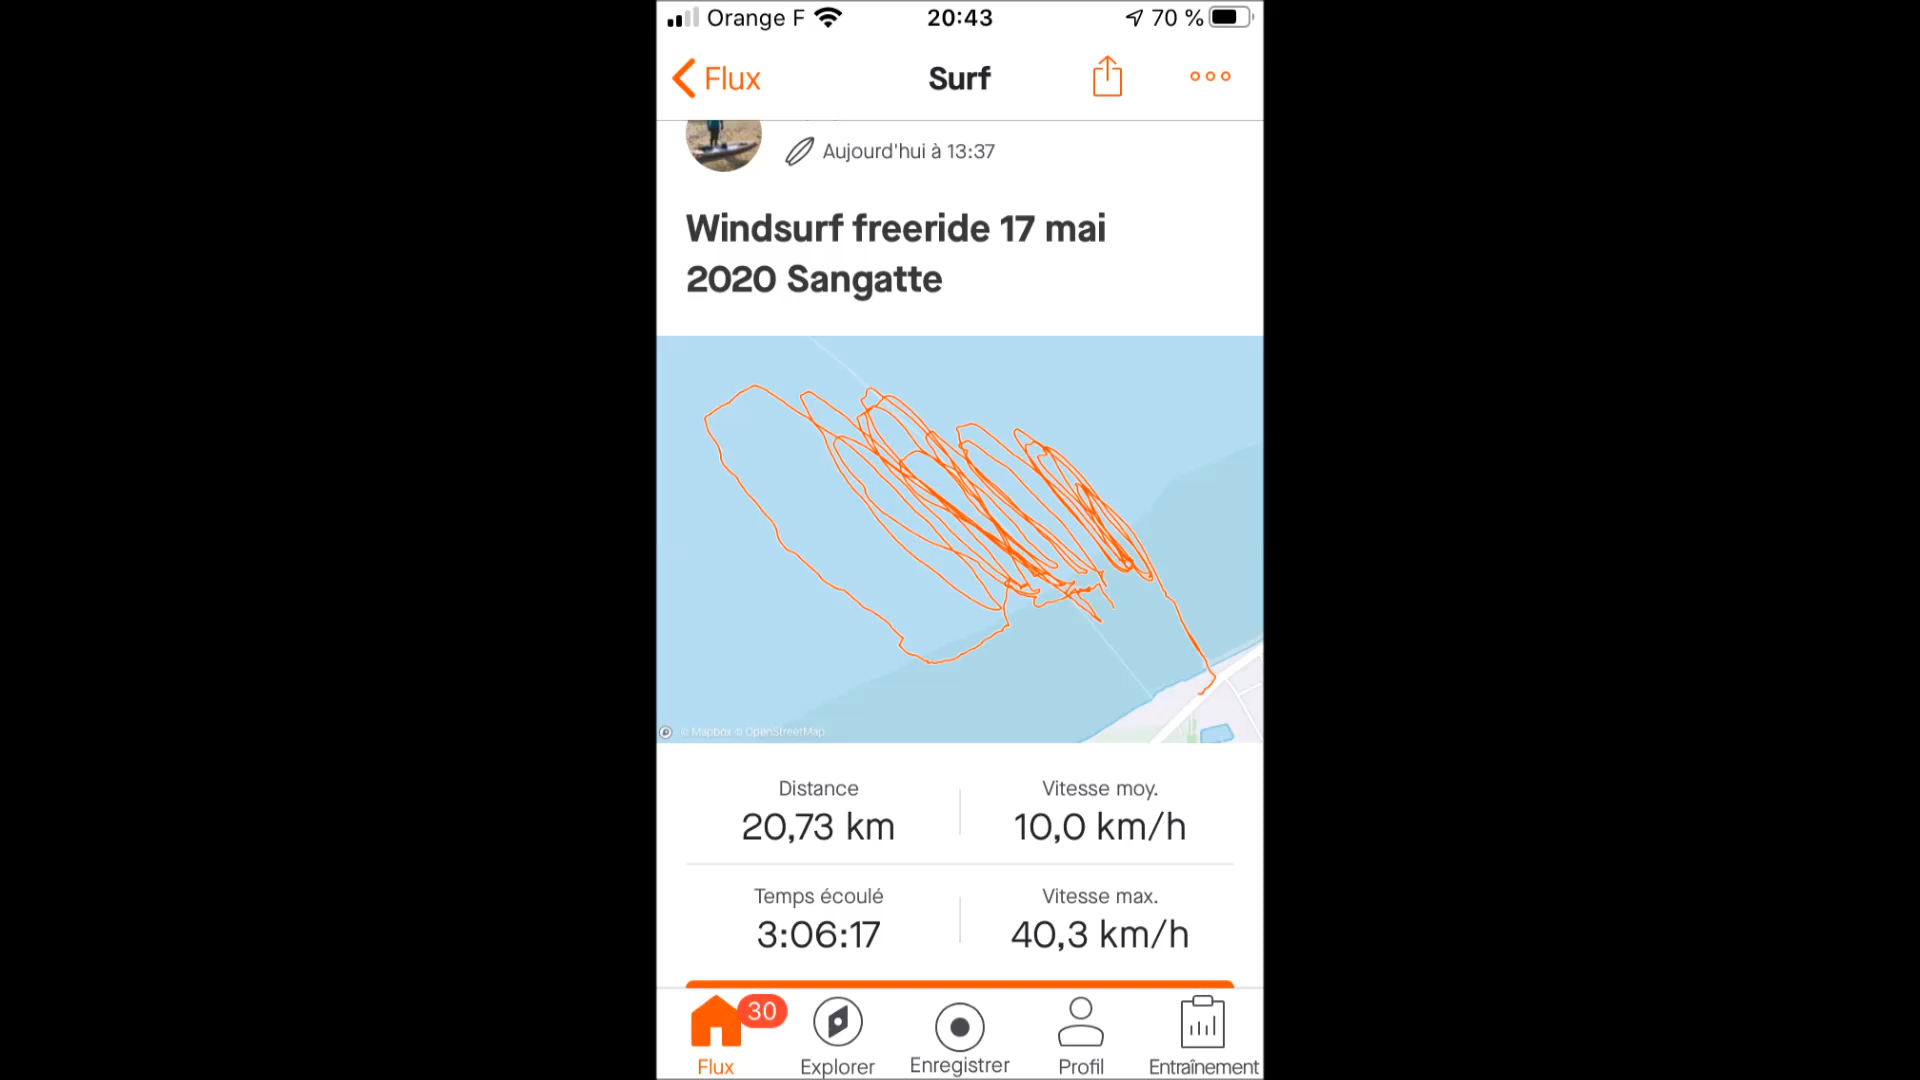 Orange F 20:43 70 %
Flux Surf
Aujourd'hui à 13:37
Windsurf freeride 17 mai
2020 Sangatte
© Mapbox © OpenStreetMap
Distance Vitesse moy.
20,73 km 10,0 km/h
Temps écoulé Vitesse max.
3:06:17 40,3 km/h
30
Flux Explorer Enregistrer Profil Entraînement